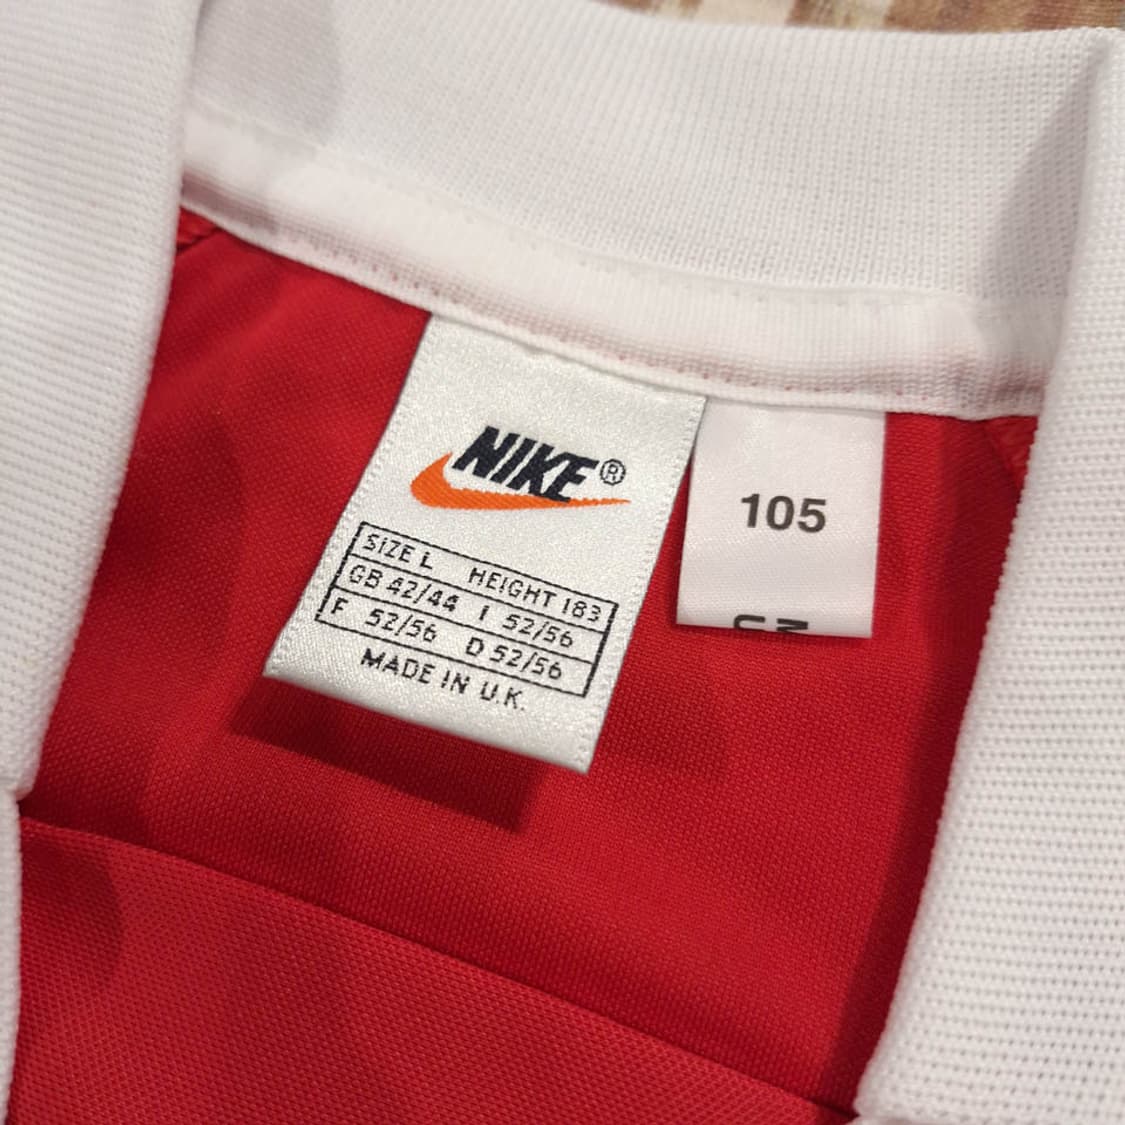 NIKE®
SIZE L HEIGHT 183
GB 42/44 I 52/56
F 52/56 D 52/56
MADE IN U.K.
105